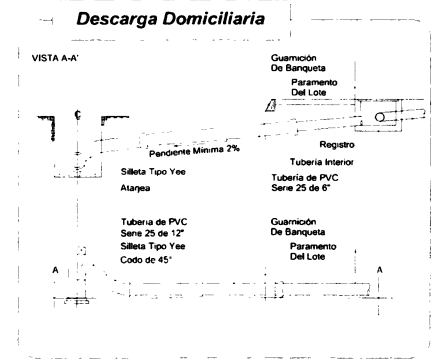 Descarga Domiciliaria
VISTA A-A'
Guarnición
De Banqueta
Paramento
Del Lote
Pendiente Mínima 2%
Registro
Silleta Tipo Yee
Tubería Interior
Atarjea
Tubería de PVC
Serie 25 de 6"
Tubería de PVC
Serie 25 de 12"
Silleta Tipo Yee
Codo de 45°
Guarnición
De Banqueta
Paramento
Del Lote
A
A